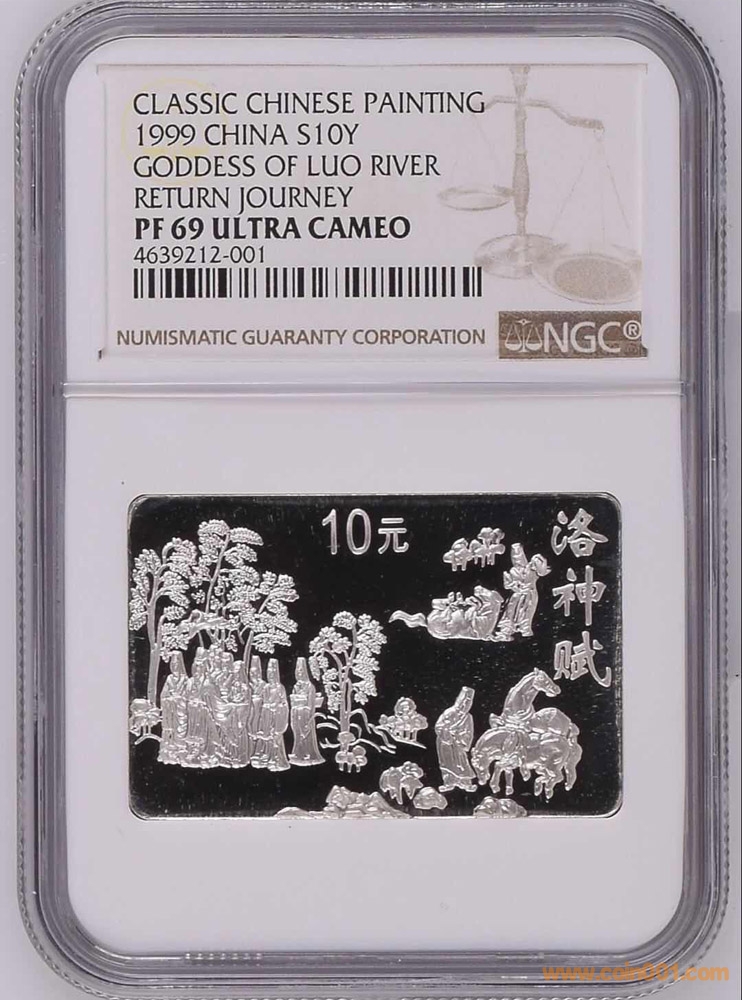 CLASSIC CHINESE PAINTING
1999 CHINA S10Y
GODDESS OF LUO RIVER
RETURN JOURNEY
PF 69 ULTRA CAMEO
4639212-001
NUMISMATIC GUARANTY CORPORATION
NGC®
10元
洛神赋
www.coin001.com